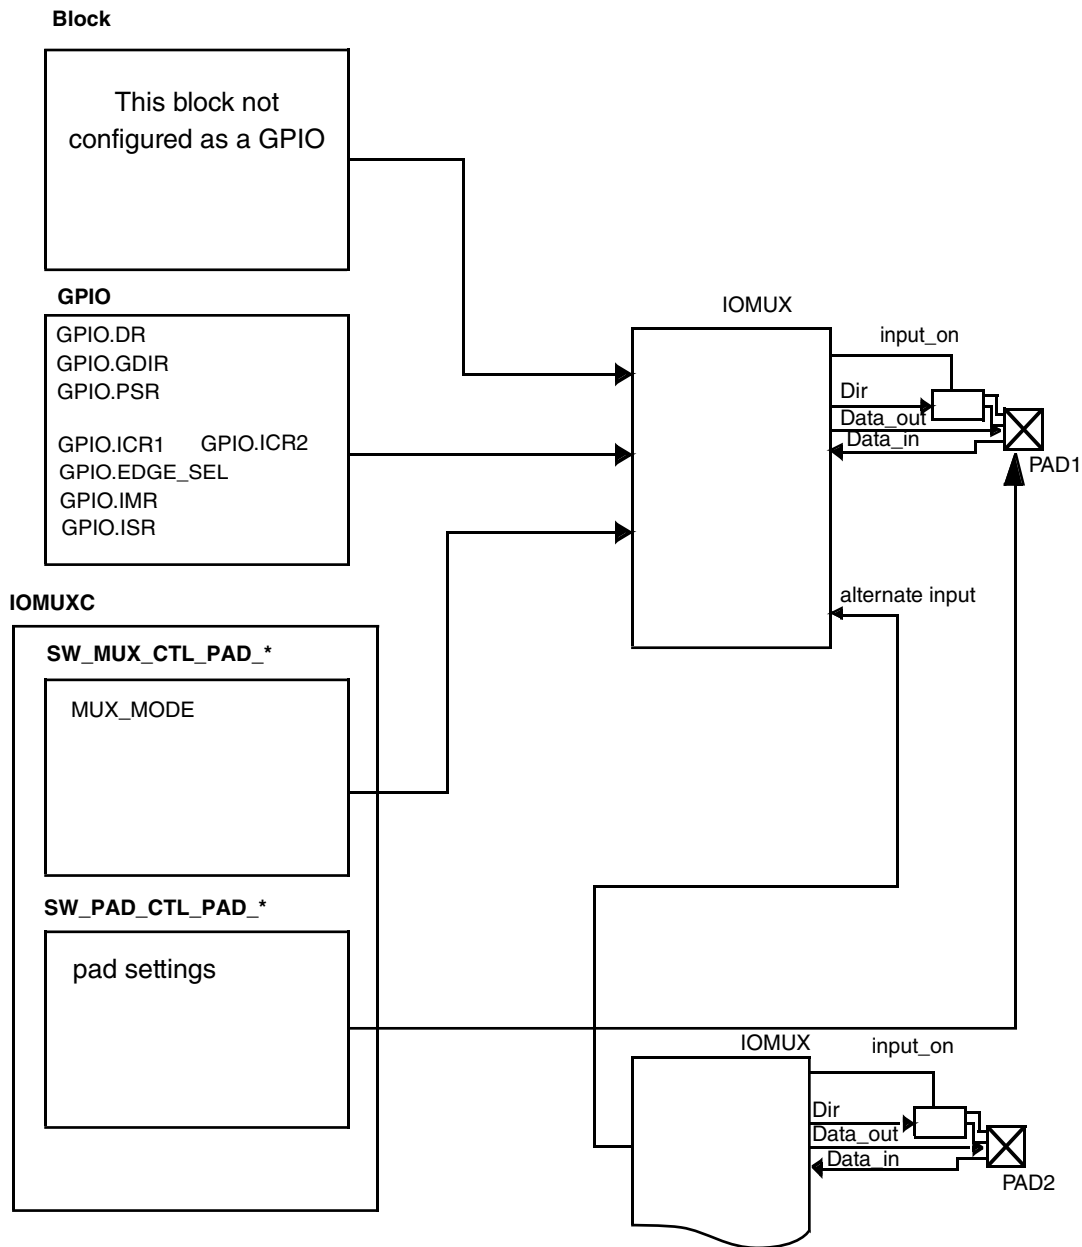 Block
This block not
configured as a GPIO
GPIO
GPIO.DR
GPIO.GDIR
GPIO.PSR
GPIO.ICR1 GPIO.ICR2
GPIO.EDGE_SEL
GPIO.IMR
GPIO.ISR
IOMUX
input_on
Dir
Data_out
Data_in
PAD1
alternate input
IOMUXC
SW_MUX_CTL_PAD_*
MUX_MODE
SW_PAD_CTL_PAD_*
pad settings
IOMUX
input_on
Dir
Data_out
Data_in
PAD2